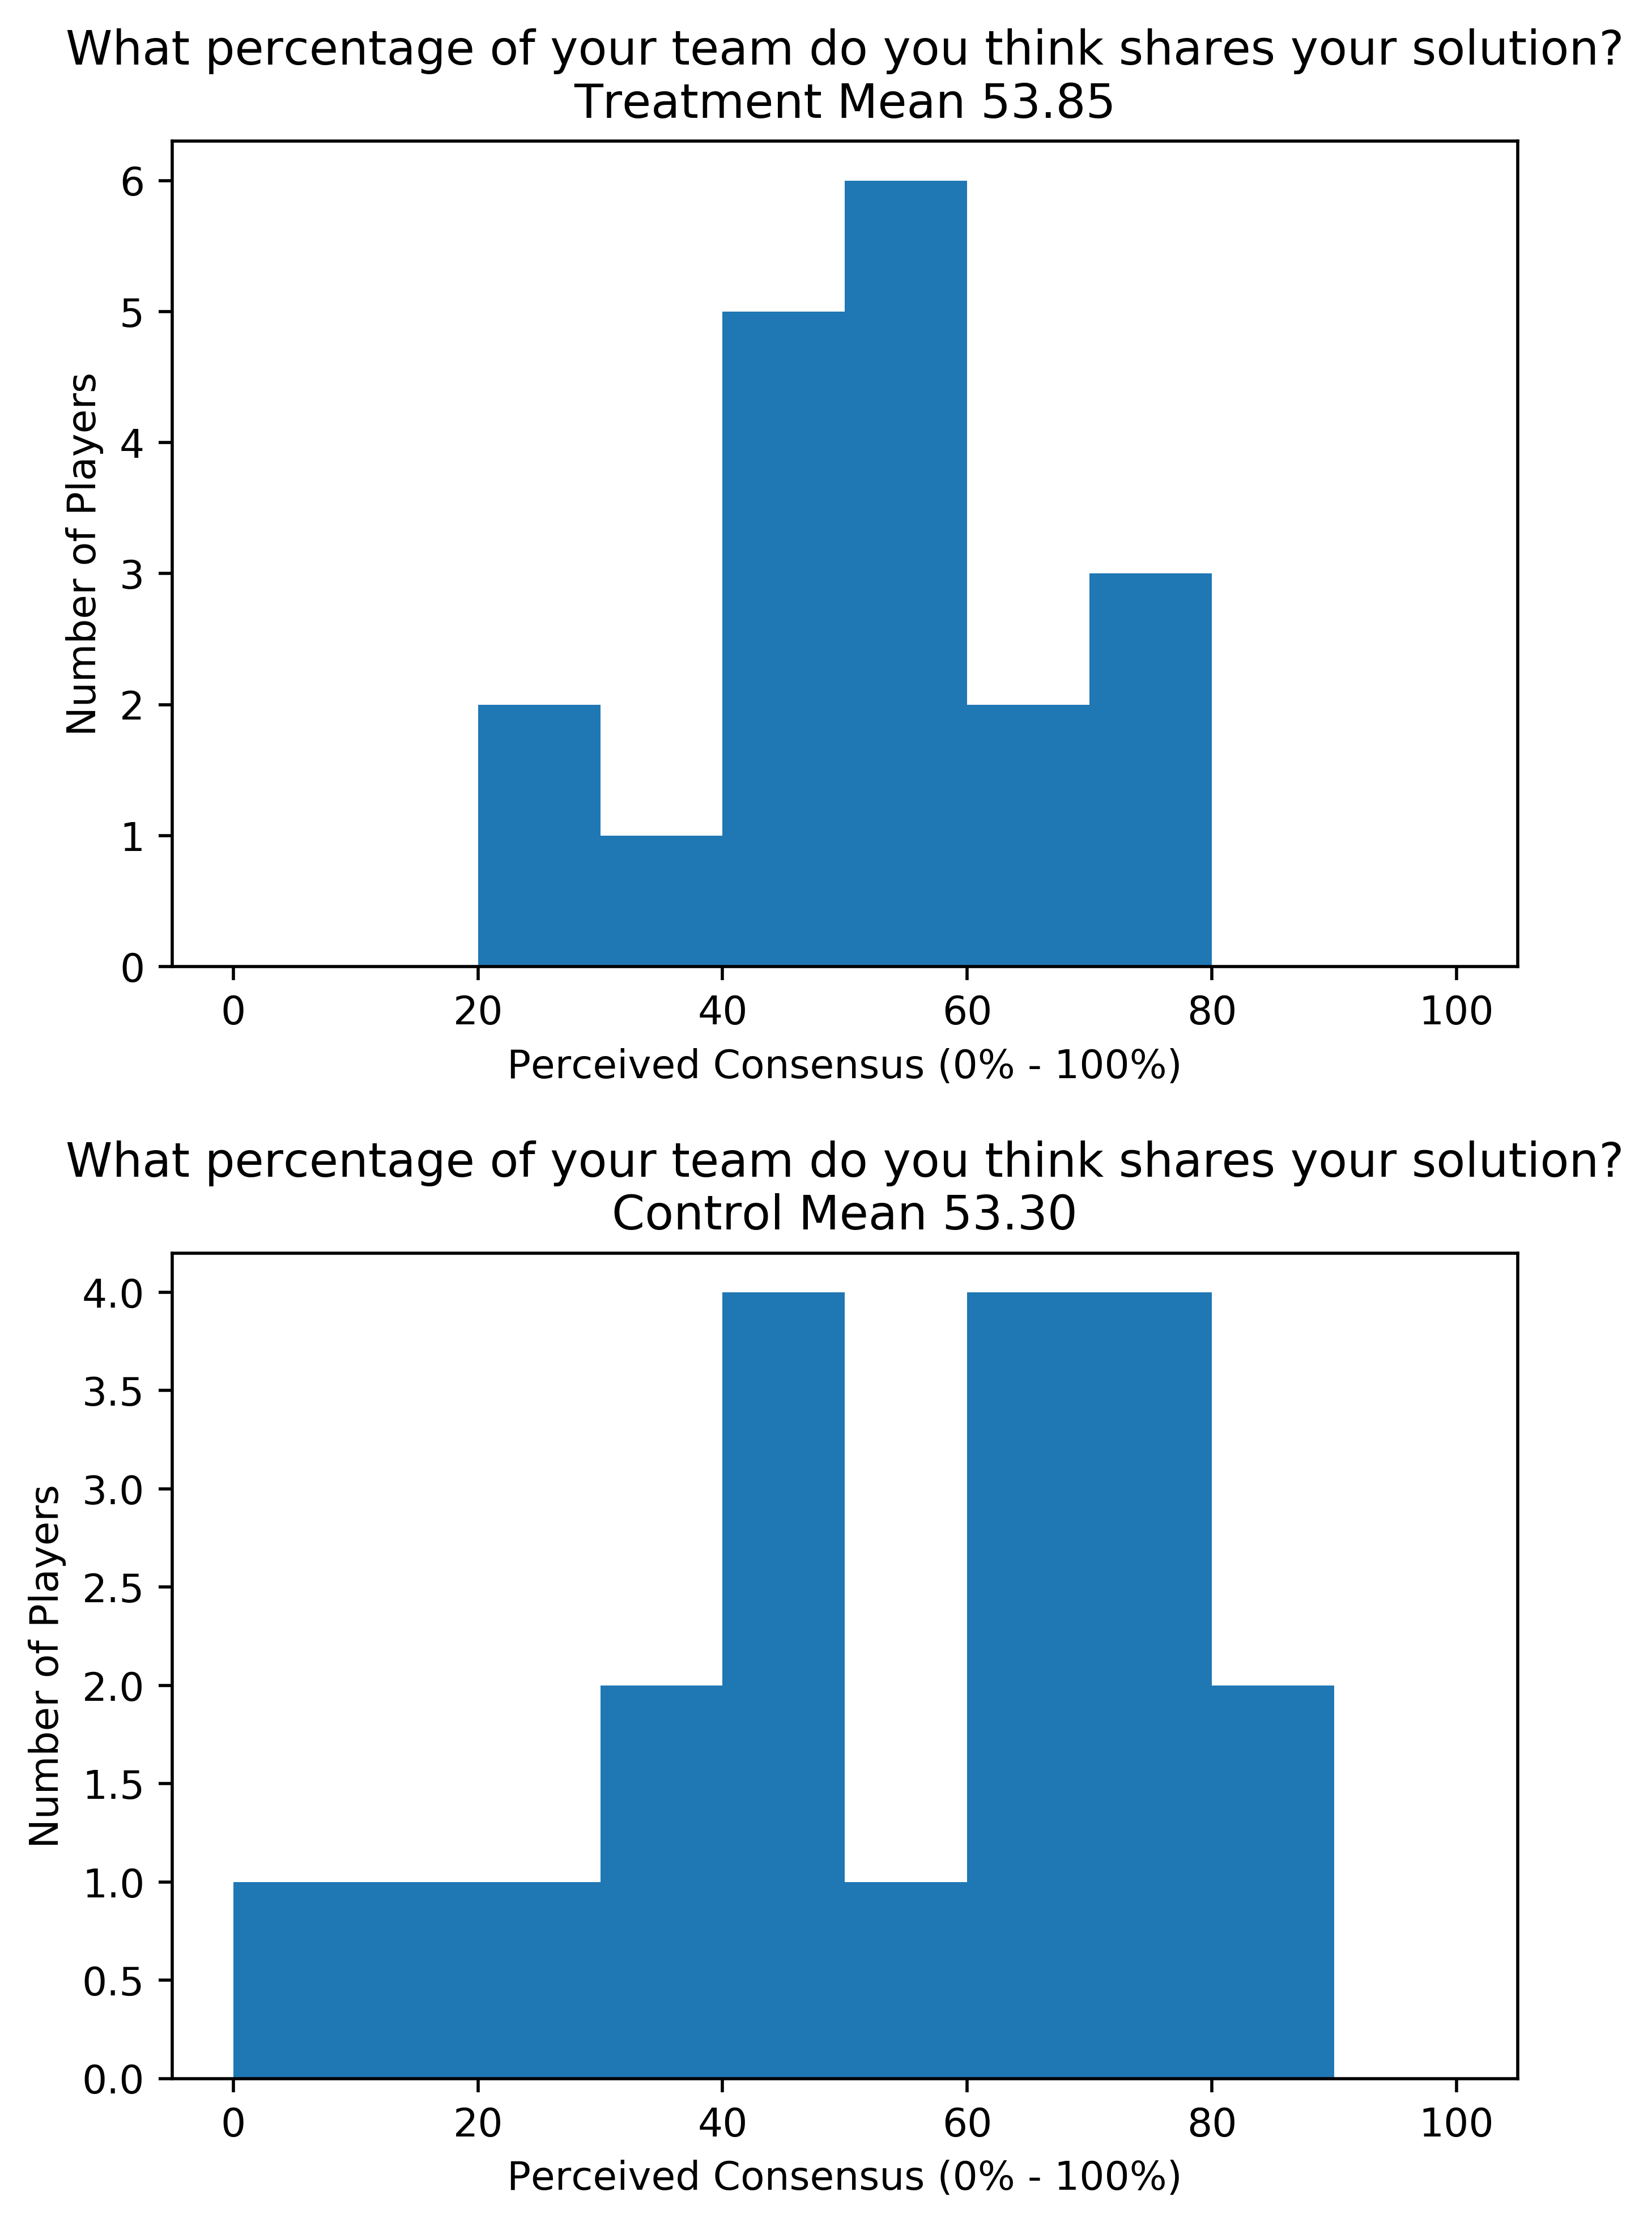 What percentage of your team do you think shares your solution?
Treatment Mean 53.85
6
5
4
3
2
1
0
Number of Players
0 20 40 60 80 100
Perceived Consensus (0% - 100%)
What percentage of your team do you think shares your solution?
Control Mean 53.30
4.0
3.5
3.0
2.5
2.0
1.5
1.0
0.5
0.0
Number of Players
0 20 40 60 80 100
Perceived Consensus (0% - 100%)